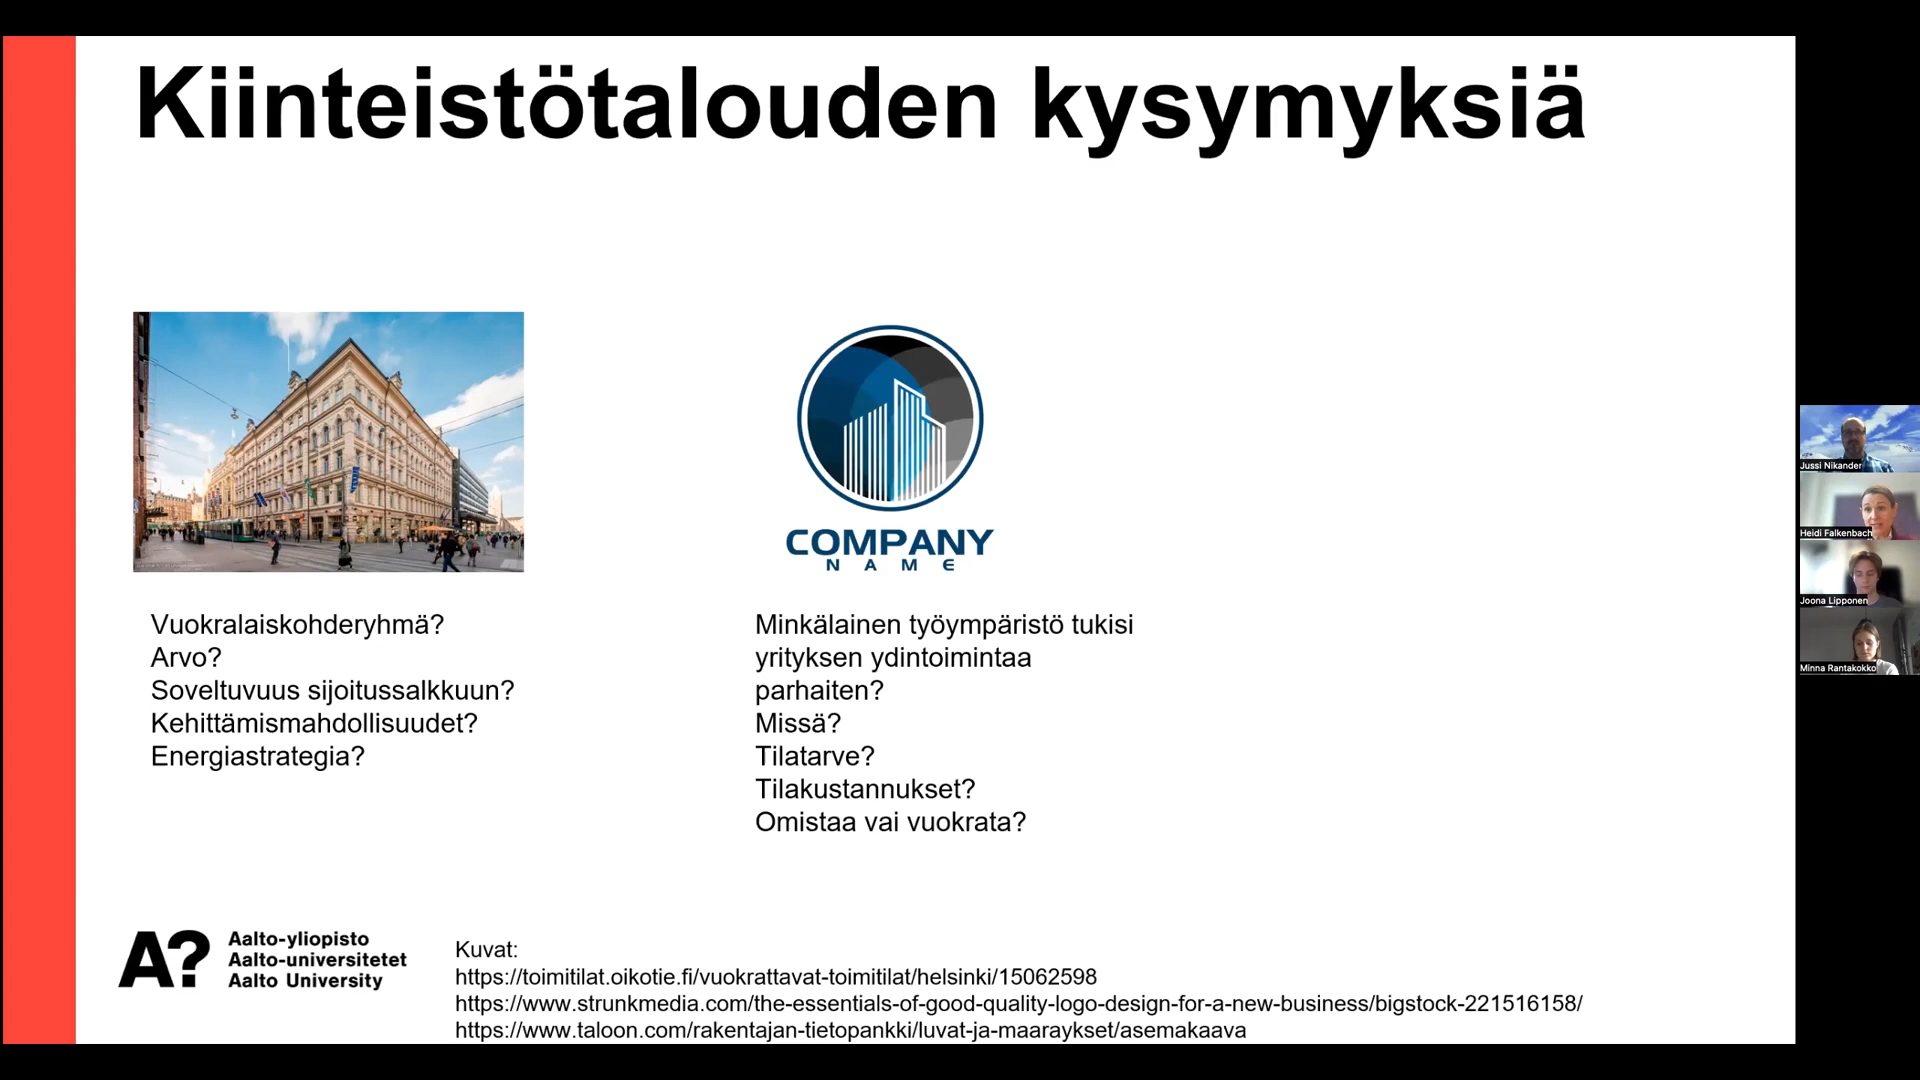 Kiinteistötalouden kysymyksiä
COMPANY
NAME
Vuokralaiskohderyhmä?
Arvo?
Soveltuvuus sijoitussalkkuun?
Kehittämismahdollisuudet?
Energiastrategia?
Minkälainen työympäristö tukisi
yrityksen ydintoimintaa
parhaiten?
Missä?
Tilatarve?
Tilakustannukset?
Omistaa vai vuokrata?
A?
Aalto-yliopisto
Aalto-universitetet
Aalto University
Kuvat:
https://toimitilat.oikotie.fi/vuokrattavat-toimitilat/helsinki/15062598
https://www.strunkmedia.com/the-essentials-of-good-quality-logo-design-for-a-new-business/bigstock-221516158/
https://www.taloon.com/rakentajan-tietopankki/luvat-ja-maaraykset/asemakaava
Jussi Nikander
Heidi Falkenbach
Joona Lipponen
Minna Rantakokko